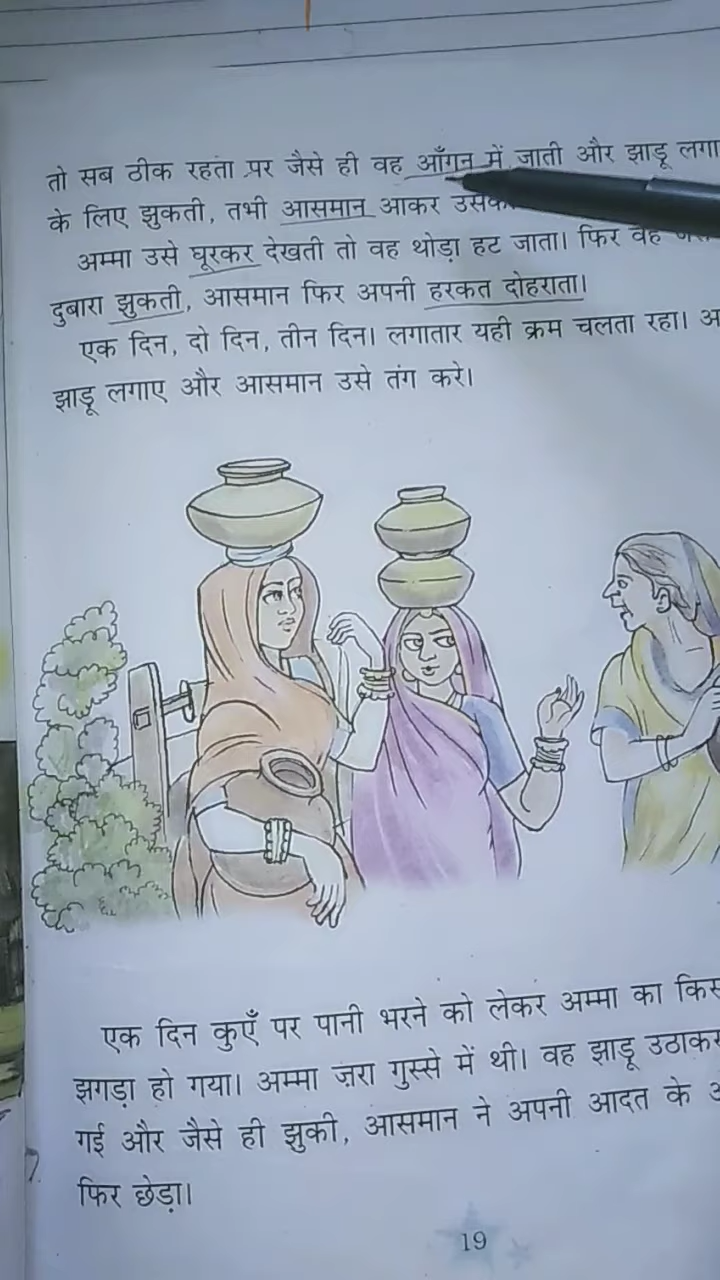 तो सब ठीक रहता पर जैसे ही वह आँगन में जाती और झाड़ू लगा
के लिए झुकती, तभी आसमान आकर
अम्मा उसे घूरकर देखती तो वह थोड़ा हट जाता। फिर वह
दुबारा झुकती, आसमान फिर अपनी हरकत दोहराता।
एक दिन, दो दिन, तीन दिन। लगातार यही क्रम चलता रहा।
झाड़ू लगाए और आसमान उसे तंग करे।
एक दिन कुएँ पर पानी भरने को लेकर अम्मा का
झगड़ा हो गया। अम्मा ज़रा गुस्से में थी। वह झाड़ू उठाकर
गई और जैसे ही झुकी, आसमान ने अपनी आदत के
फिर छेड़ा।
19